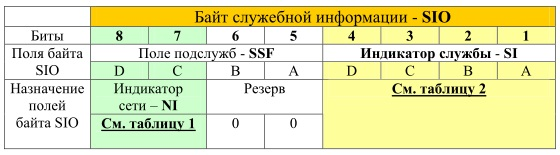 Байт служебной информации - SIO
Биты 8 7 6 5 4 3 2 1
Поля байта SIO Поле подслужб - SSF Индикатор службы - SI
D C B A D C B A
Назначение полей байта SIO Индикатор сети – NI Резерв См. таблицу 2
См. таблицу 1 0 0